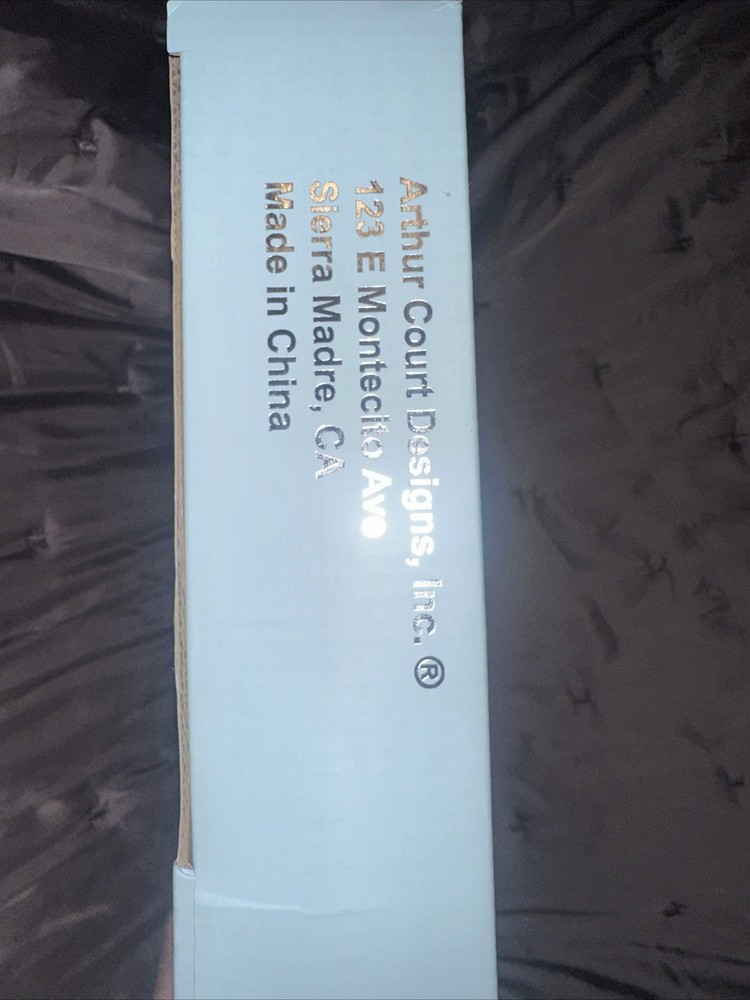 Arthur Court Designs, Inc. ®
123 E Montecito Ave
Sierra Madre, CA
Made in China